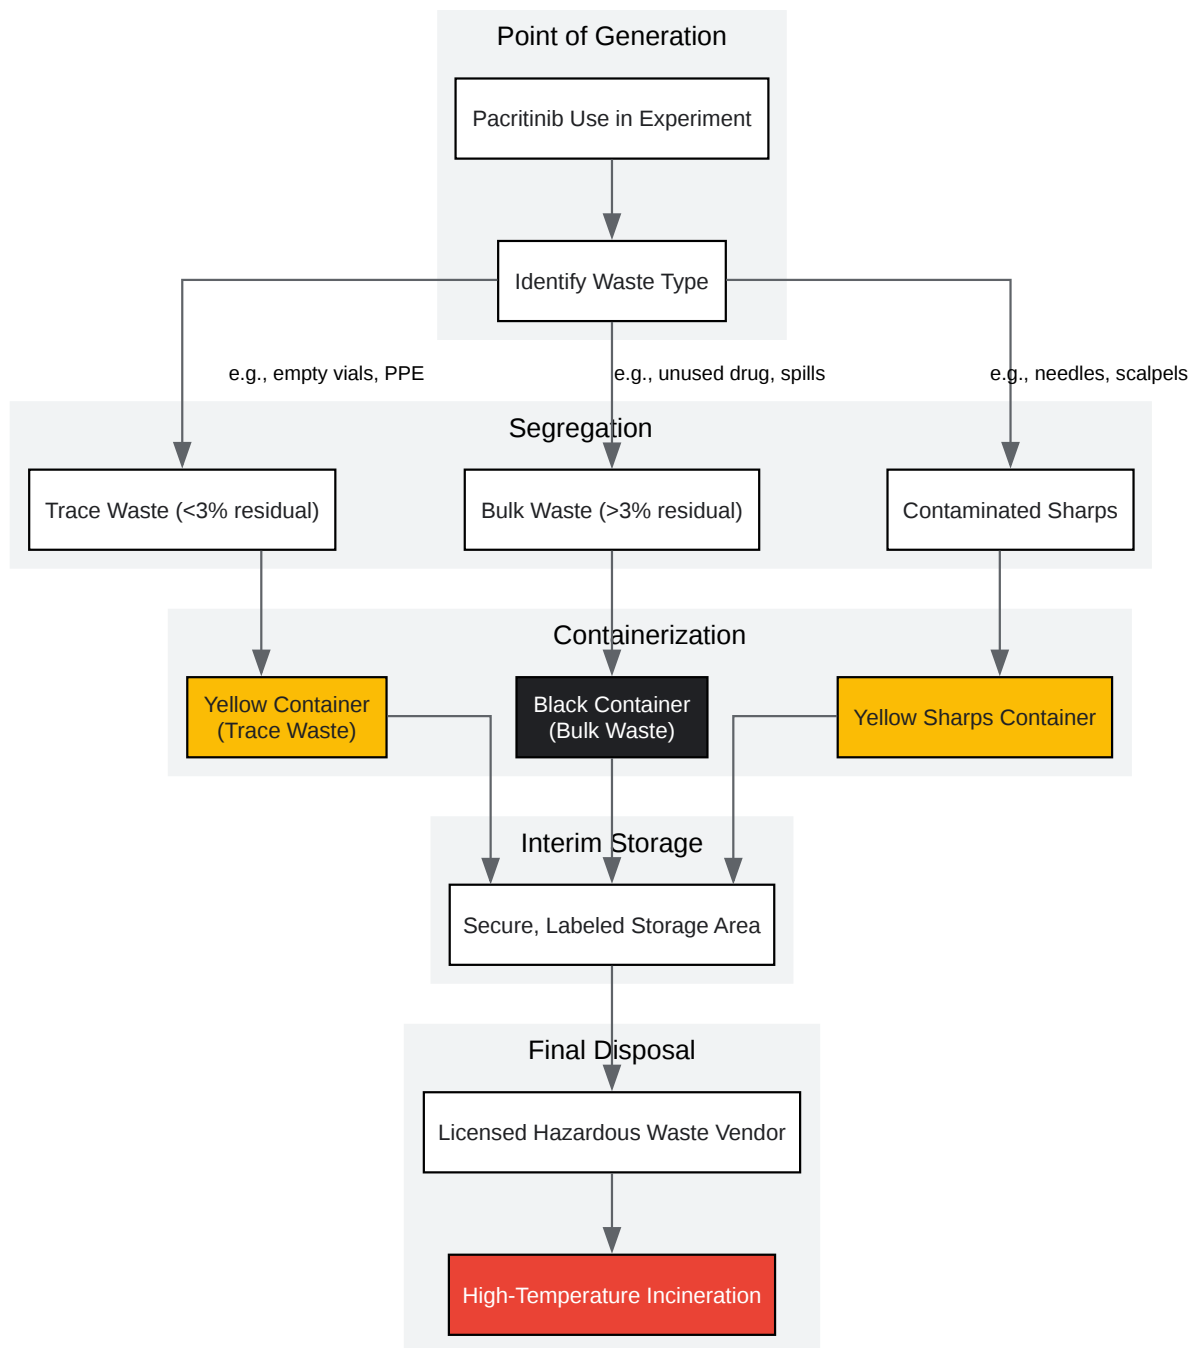 Point of Generation
Pacritinib Use in Experiment
Identify Waste Type
e.g., empty vials, PPE
e.g., unused drug, spills
e.g., needles, scalpels
Segregation
Trace Waste (<3% residual)
Bulk Waste (>3% residual)
Contaminated Sharps
Containerization
Yellow Container
(Trace Waste)
Black Container
(Bulk Waste)
Yellow Sharps Container
Interim Storage
Secure, Labeled Storage Area
Final Disposal
Licensed Hazardous Waste Vendor
High-Temperature Incineration